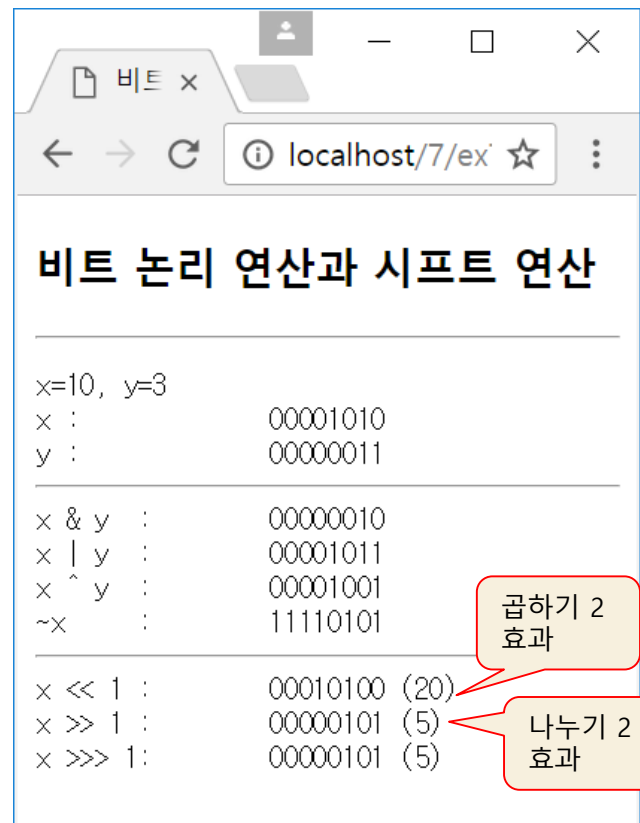 비트
localhost/7/ex
비트 논리 연산과 시프트 연산
x=10, y=3
x : 00001010
y : 00000011
x & y : 00000010
x | y : 00001011
x ^ y : 00001001
~x : 11110101
곱하기 2
효과
x << 1 : 00010100 (20)
x >> 1 : 00000101 (5)
x >>> 1: 00000101 (5)
나누기 2
효과